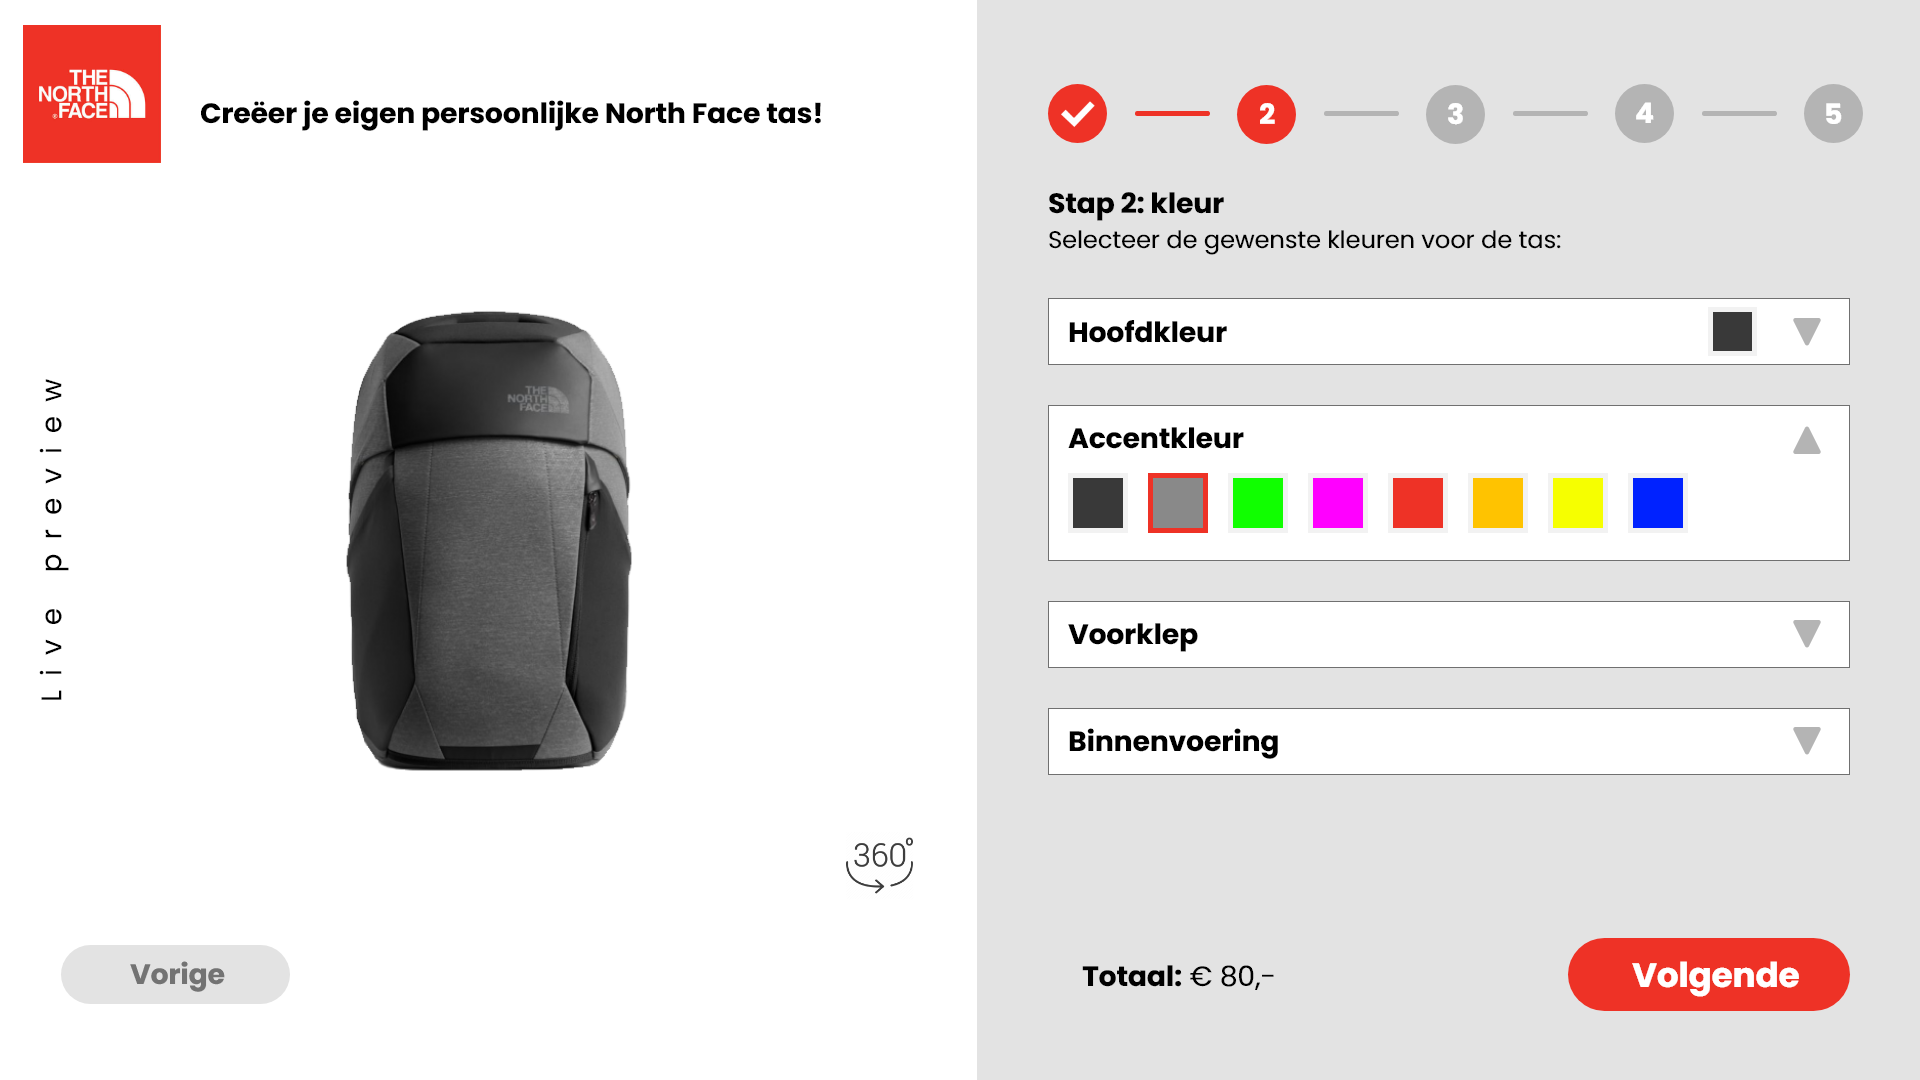 THE
NORTH
FACE
Creëer je eigen persoonlijke North Face tas!
Live preview
THE
NORTH
FACE
360°
Vorige
2
3
4
5
Stap 2: kleur
Selecteer de gewenste kleuren voor de tas:
Hoofdkleur
Accentkleur
Voorklep
Binnenvoering
Totaal: € 80,-
Volgende